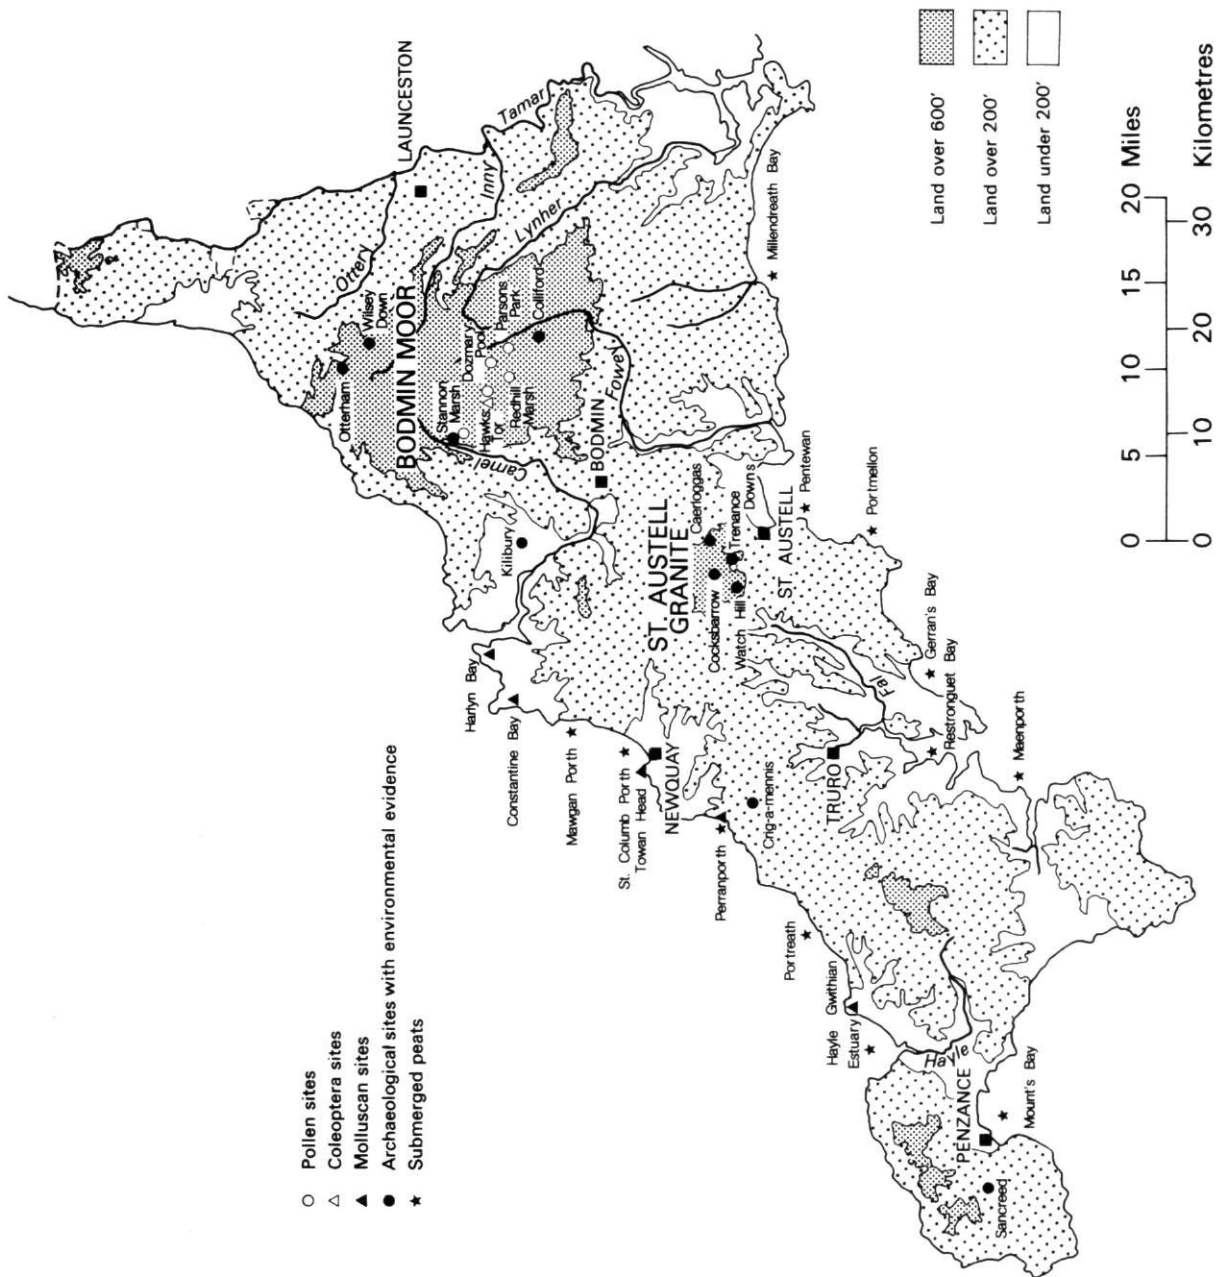 Pollen sites
Coleoptera sites
Molluscan sites
Archaeological sites with environmental evidence
Submerged peats
Land over 600'
Land over 200'
Land under 200'
0 5 10 15 20 Miles
0 10 20 30 Kilometres
LAUNCESTON
Tamar
Inny
Ottery
Lynher
Otterham
Wilsey
Down
BODMIN MOOR
Stannon
Marsh
Dozmary
Pool
Parsons
Park
Colliford
Hawks
Tor
Redhill
Marsh
Camel
BODMIN
Fowey
Millendreath Bay
Killibury
ST. AUSTELL
GRANITE
Caerloggas
Trenance
Downs
Cocksbarrow
Watch
Hill
ST. AUSTELL
Pentewan
Portmellon
Harlyn Bay
Constantine Bay
Mawgan Porth
St. Columb Porth
Towan Head
NEWQUAY
Perranporth
Crig-a-mennis
TRURO
Fal
Gerran's Bay
Restronguet Bay
Maenporth
Portreath
Gwithian
Hayle
Estuary
Hayle
PENZANCE
Mount's Bay
Sancreed